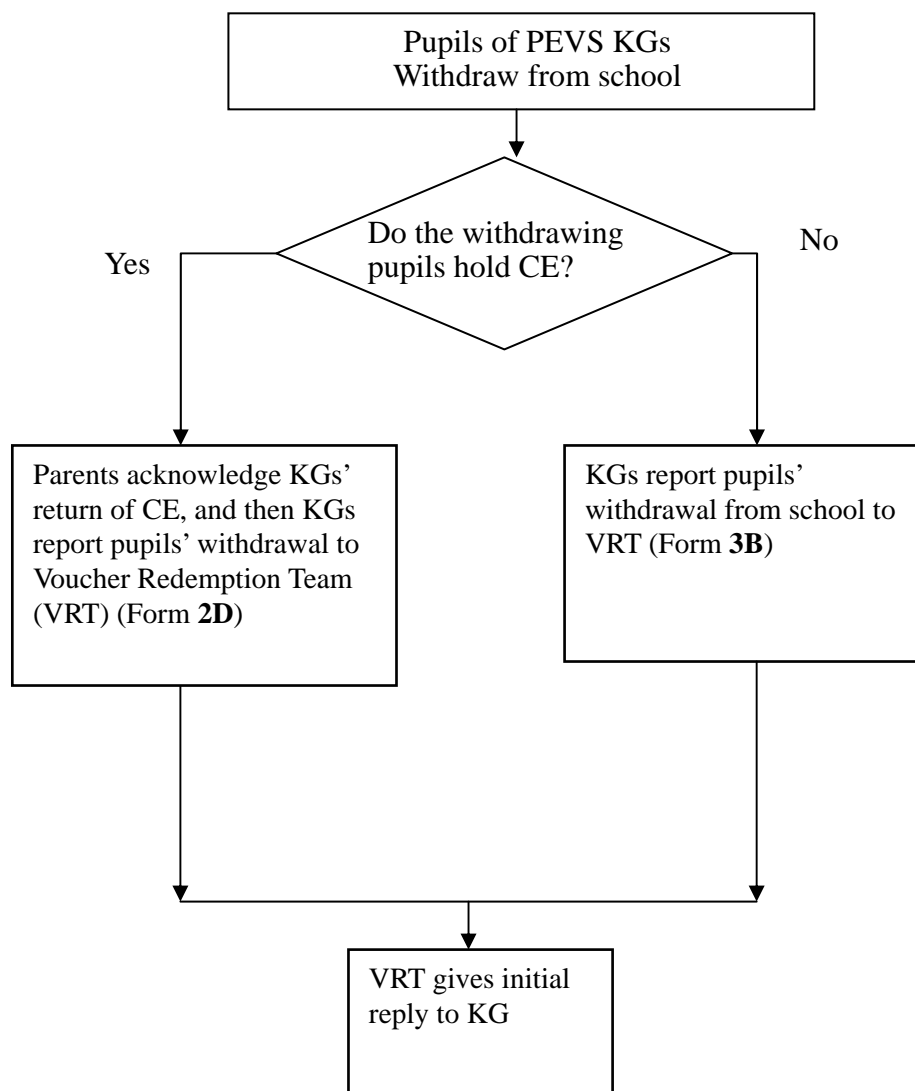 Pupils of PEVS KGs
Withdraw from school
Do the withdrawing
pupils hold CE?
Yes
No
Parents acknowledge KGs’
return of CE, and then KGs
report pupils’ withdrawal to
Voucher Redemption Team
(VRT) (Form 2D)
KGs report pupils’
withdrawal from school to
VRT (Form 3B)
VRT gives initial
reply to KG